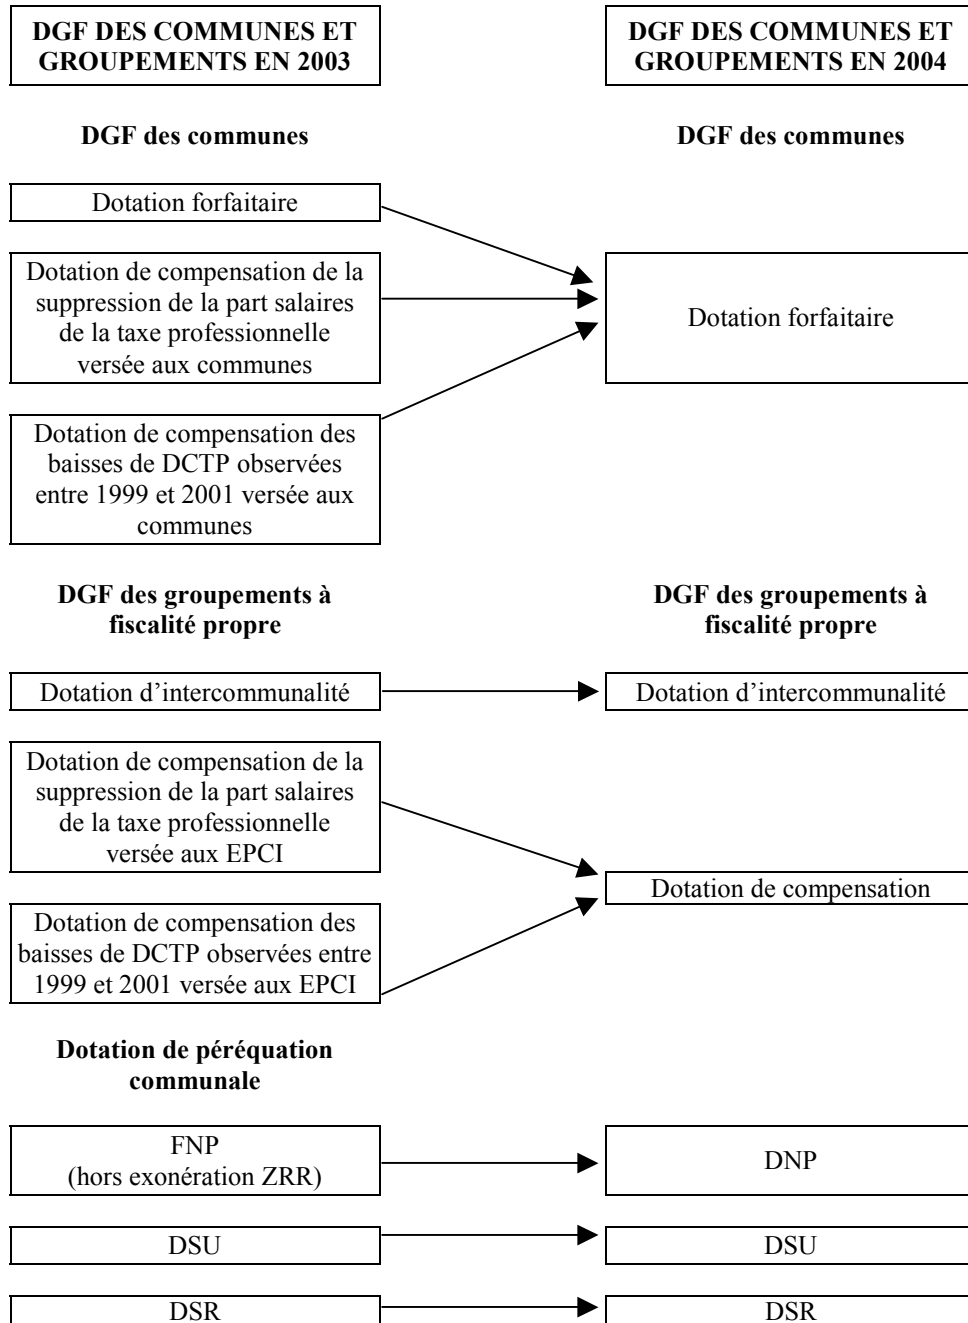 DGF DES COMMUNES ET
GROUPEMENTS EN 2003
DGF DES COMMUNES ET
GROUPEMENTS EN 2004
DGF des communes
DGF des communes
Dotation forfaitaire
Dotation de compensation de la
suppression de la part salaires
de la taxe professionnelle
versée aux communes
Dotation forfaitaire
Dotation de compensation des
baisses de DCTP observées
entre 1999 et 2001 versée aux
communes
DGF des groupements à
fiscalité propre
DGF des groupements à
fiscalité propre
Dotation d’intercommunalité
Dotation d’intercommunalité
Dotation de compensation de la
suppression de la part salaires
de la taxe professionnelle
versée aux EPCI
Dotation de compensation
Dotation de compensation des
baisses de DCTP observées entre
1999 et 2001 versée aux EPCI
Dotation de péréquation
communale
FNP
(hors exonération ZRR)
DNP
DSU
DSU
DSR
DSR